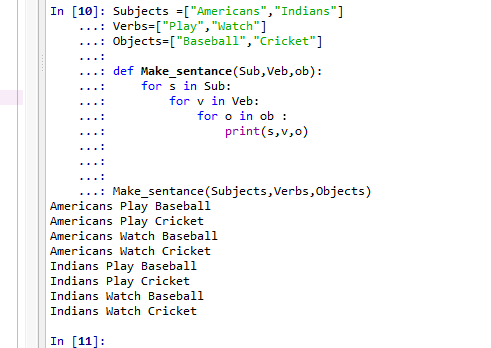 In [10]: Subjects =["Americans","Indians"]
...: Verbs=["Play","Watch"]
...: Objects=["Baseball","Cricket"]
...:
...: def Make_sentance(Sub,Veb,ob):
...:     for s in Sub:
...:         for v in Veb:
...:             for o in ob :
...:                 print(s,v,o)
...:
...:
...:
...: Make_sentance(Subjects,Verbs,Objects)
Americans Play Baseball
Americans Play Cricket
Americans Watch Baseball
Americans Watch Cricket
Indians Play Baseball
Indians Play Cricket
Indians Watch Baseball
Indians Watch Cricket
In [11]: